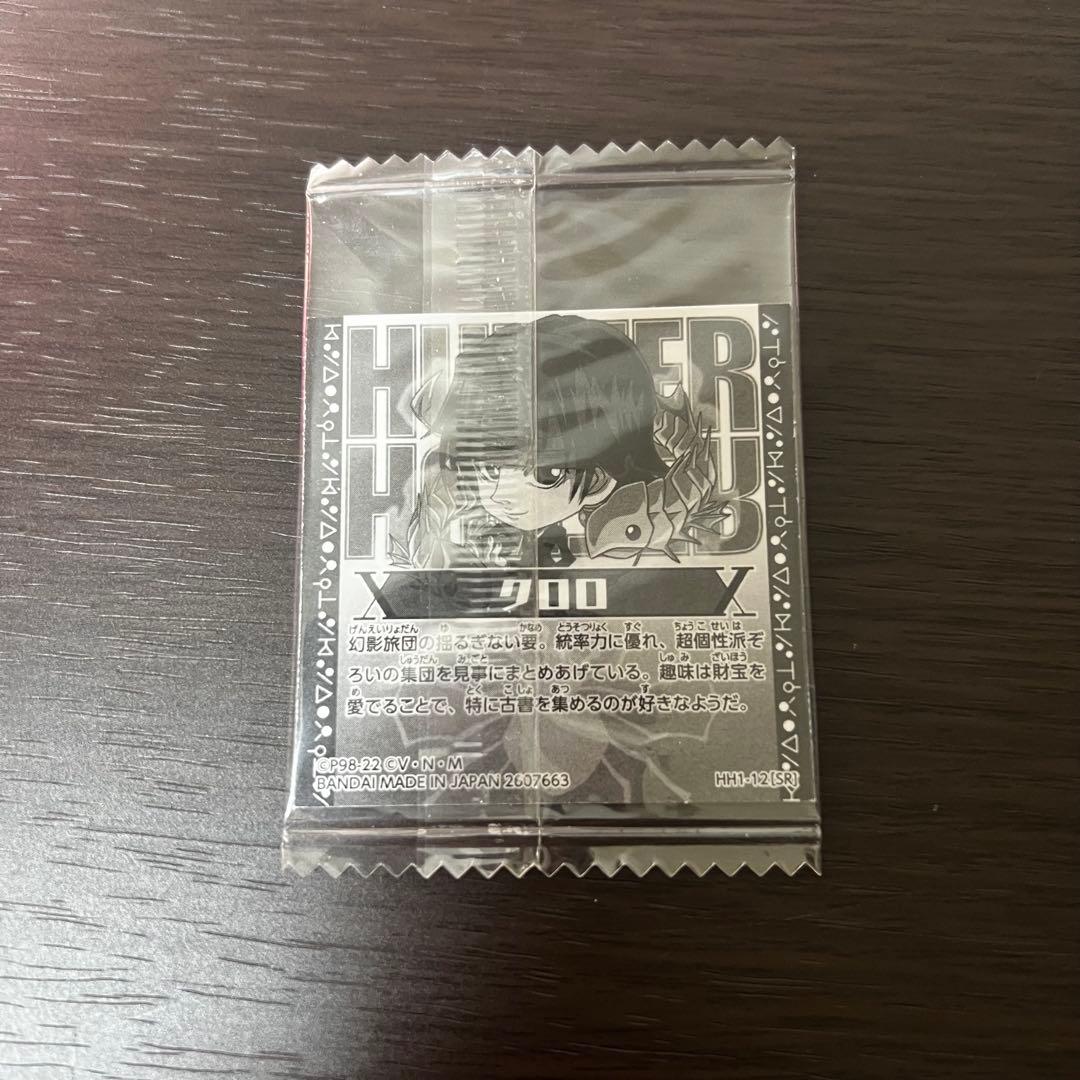 HUNTER
HUNTER
クロロ
幻影旅団の揺るぎない要。統率力に優れ、超個性派ぞ
ろいの集団を見事にまとめあげている。趣味は財宝を
愛でることで、特に古書を集めるのが好きなようだ。
©P98-22 ©V・N・M
BANDAI MADE IN JAPAN 2607663
HH1-12[SR]